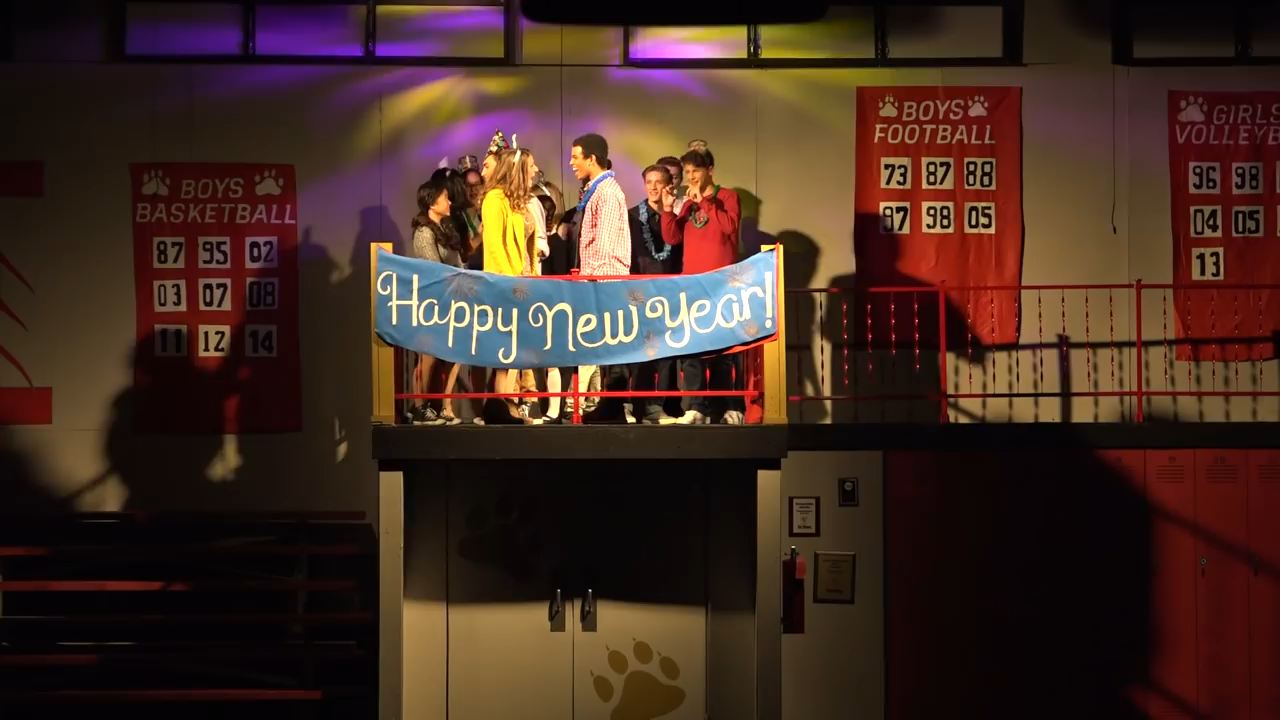 BOYS
BASKETBALL
87 95 02
03 07 08
11 12 14
Happy New Year!
BOYS
FOOTBALL
73 87 88
97 98 05
GIRLS
VOLLEYB
96 98
04 05
13